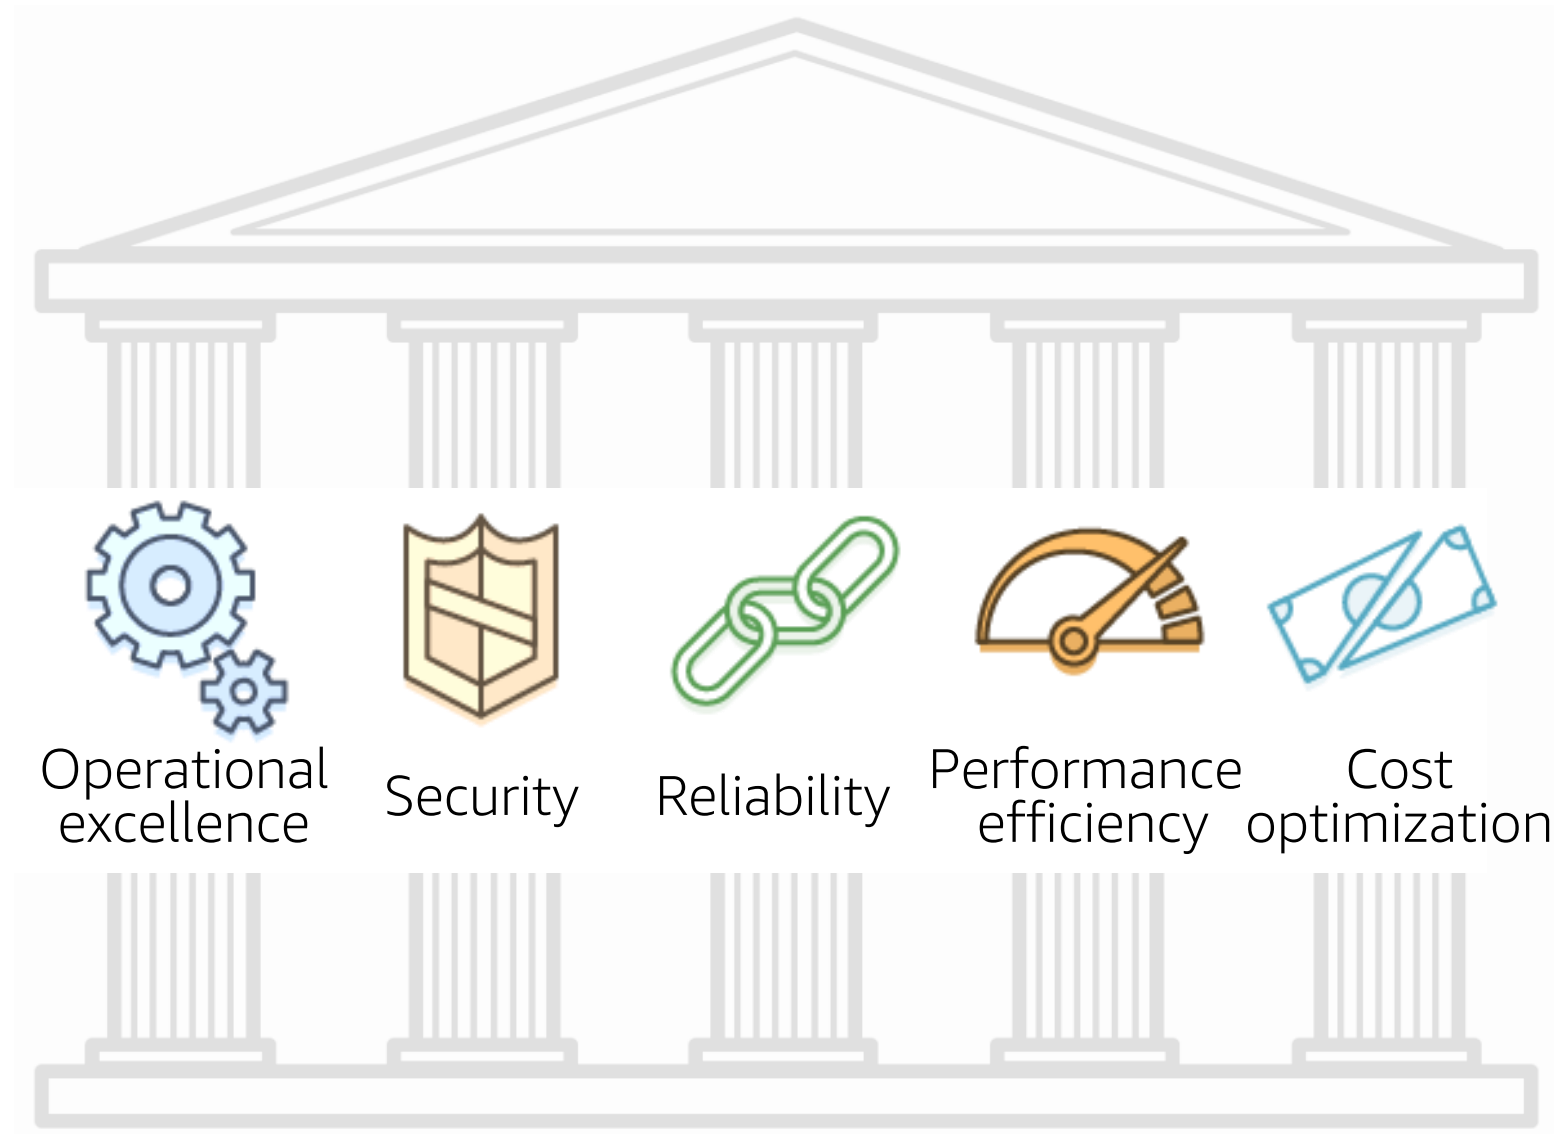 Operational
excellence
Security
Reliability
Performance
efficiency
Cost
optimization